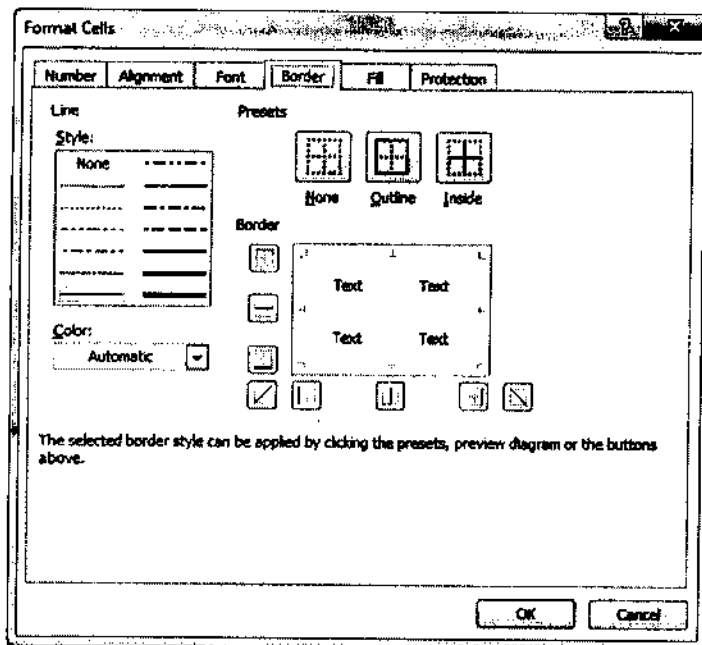 Format Cells
Number Alignment Font Border Fill Protection
Line
Presets
Style:
None
None Outline Inside
Border
Text Text
Text Text
Color:
Automatic
The selected border style can be applied by clicking the presets, preview diagram or the buttons
above.
OK Cancel